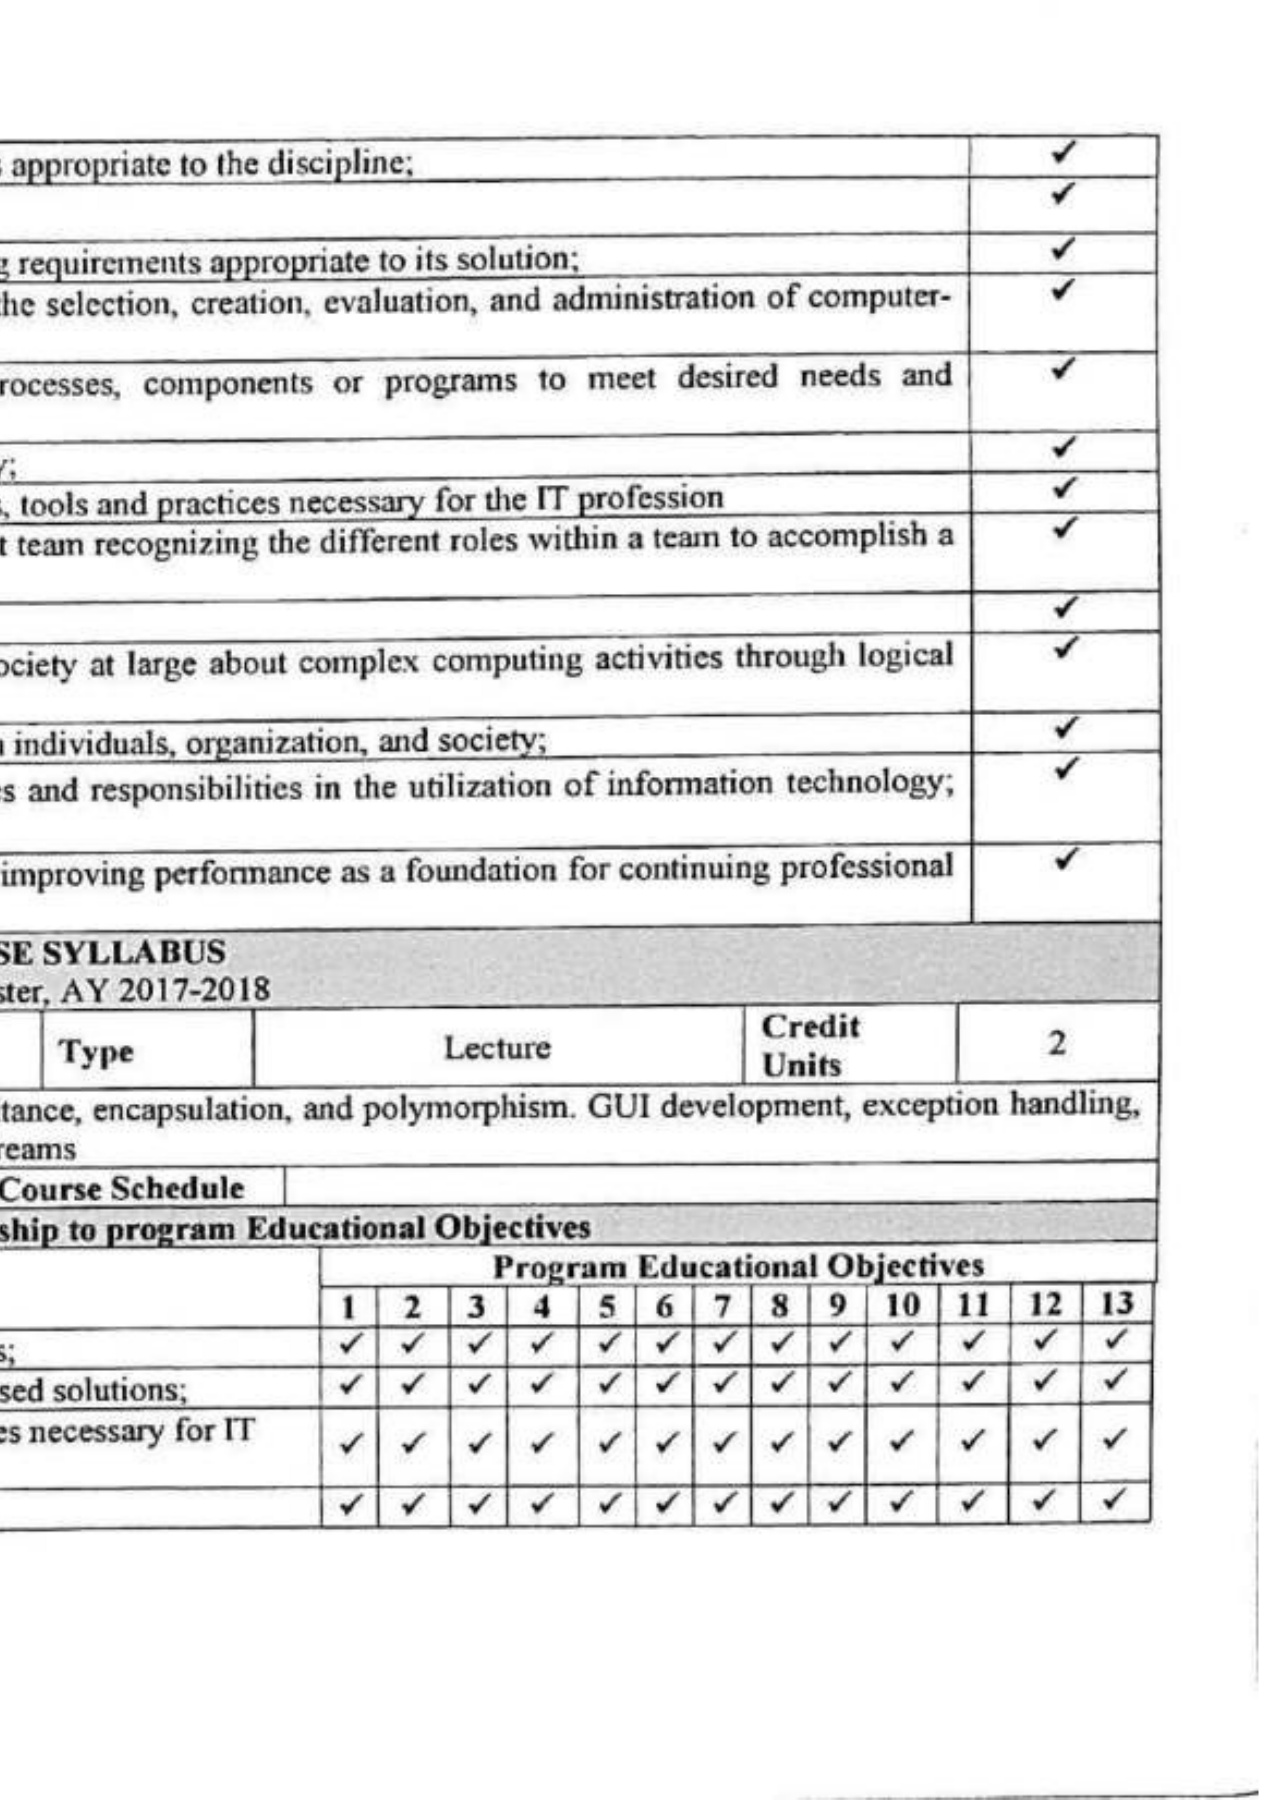 appropriate to the discipline; ✓
✓
requirements appropriate to its solution; ✓
the selection, creation, evaluation, and administration of computer- ✓
rocesses, components or programs to meet desired needs and ✓
y; ✓
, tools and practices necessary for the IT profession ✓
t team recognizing the different roles within a team to accomplish a ✓
✓
ociety at large about complex computing activities through logical ✓
individuals, organization, and society; ✓
s and responsibilities in the utilization of information technology; ✓
improving performance as a foundation for continuing professional ✓
SE SYLLABUS
ster, AY 2017-2018
Type Lecture Credit Units 2
tance, encapsulation, and polymorphism. GUI development, exception handling,
reams
Course Schedule
ship to program Educational Objectives
Program Educational Objectives
1 2 3 4 5 6 7 8 9 10 11 12 13
s; ✓ ✓ ✓ ✓ ✓ ✓ ✓ ✓ ✓ ✓ ✓ ✓ ✓
sed solutions; ✓ ✓ ✓ ✓ ✓ ✓ ✓ ✓ ✓ ✓ ✓ ✓ ✓
es necessary for IT ✓ ✓ ✓ ✓ ✓ ✓ ✓ ✓ ✓ ✓ ✓ ✓ ✓
✓ ✓ ✓ ✓ ✓ ✓ ✓ ✓ ✓ ✓ ✓ ✓ ✓